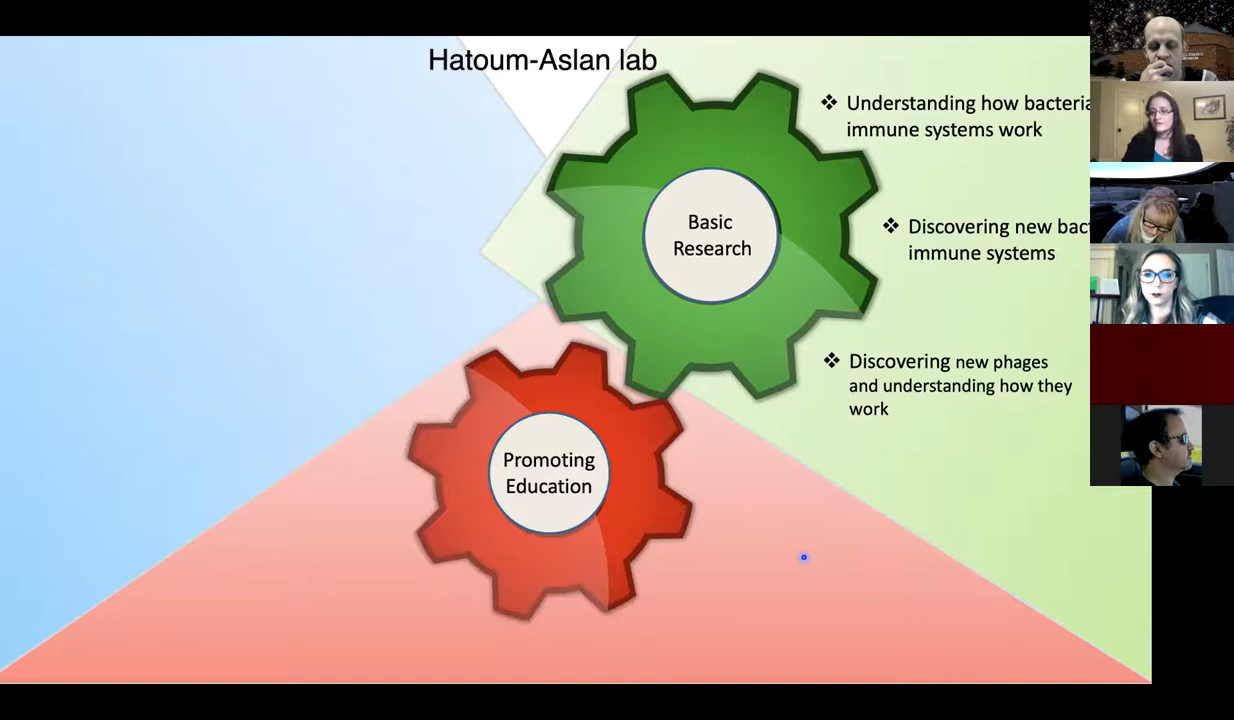 Hatoum-Aslan lab
❖ Understanding how bacteria
immune systems work
Basic
Research
❖ Discovering new
immune systems
❖ Discovering new phages
and understanding how they
work
Promoting
Education